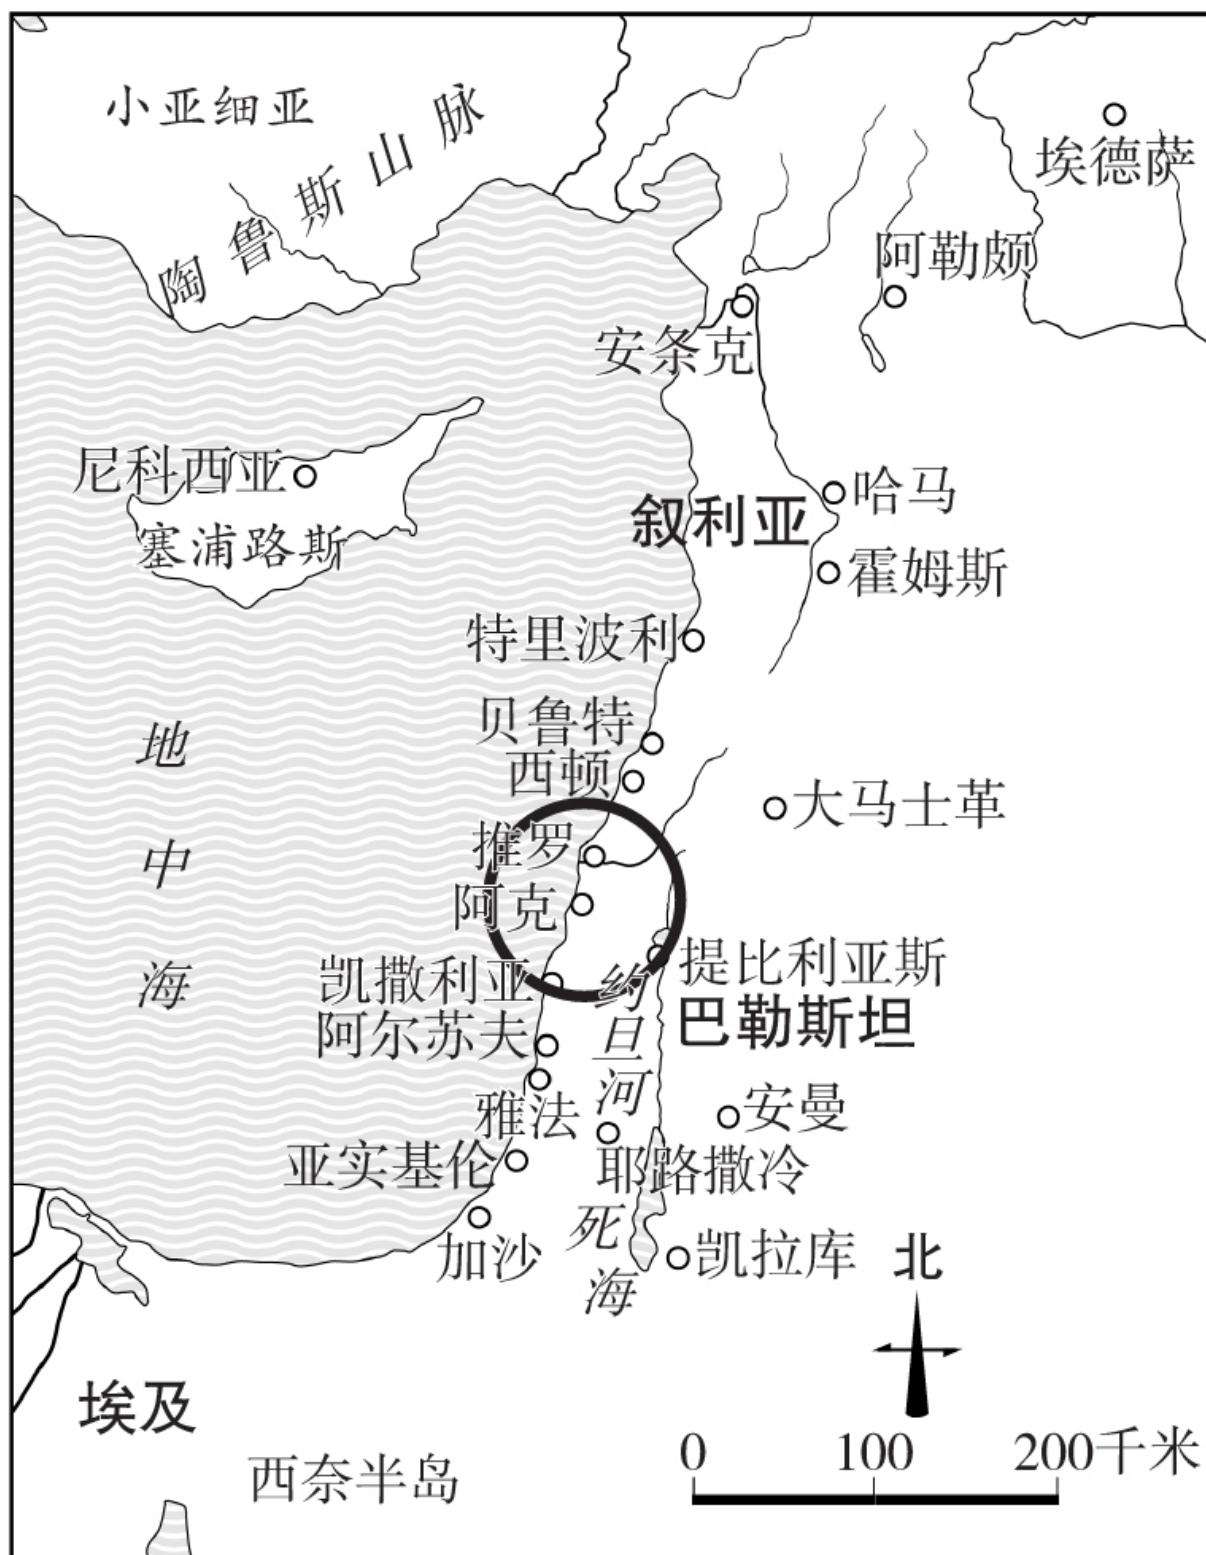 小亚细亚
陶鲁斯山脉
埃德萨
阿勒颇
安条克
尼科西亚
塞浦路斯
叙利亚
哈马
霍姆斯
特里波利
贝鲁特
西顿
大马士革
推罗
阿克
地中海
凯撒利亚
提比利亚斯
巴勒斯坦
约旦河
阿尔苏夫
雅法
安曼
亚实基伦
耶路撒冷
加沙
死海
凯拉库
北
埃及
西奈半岛
0 100 200千米